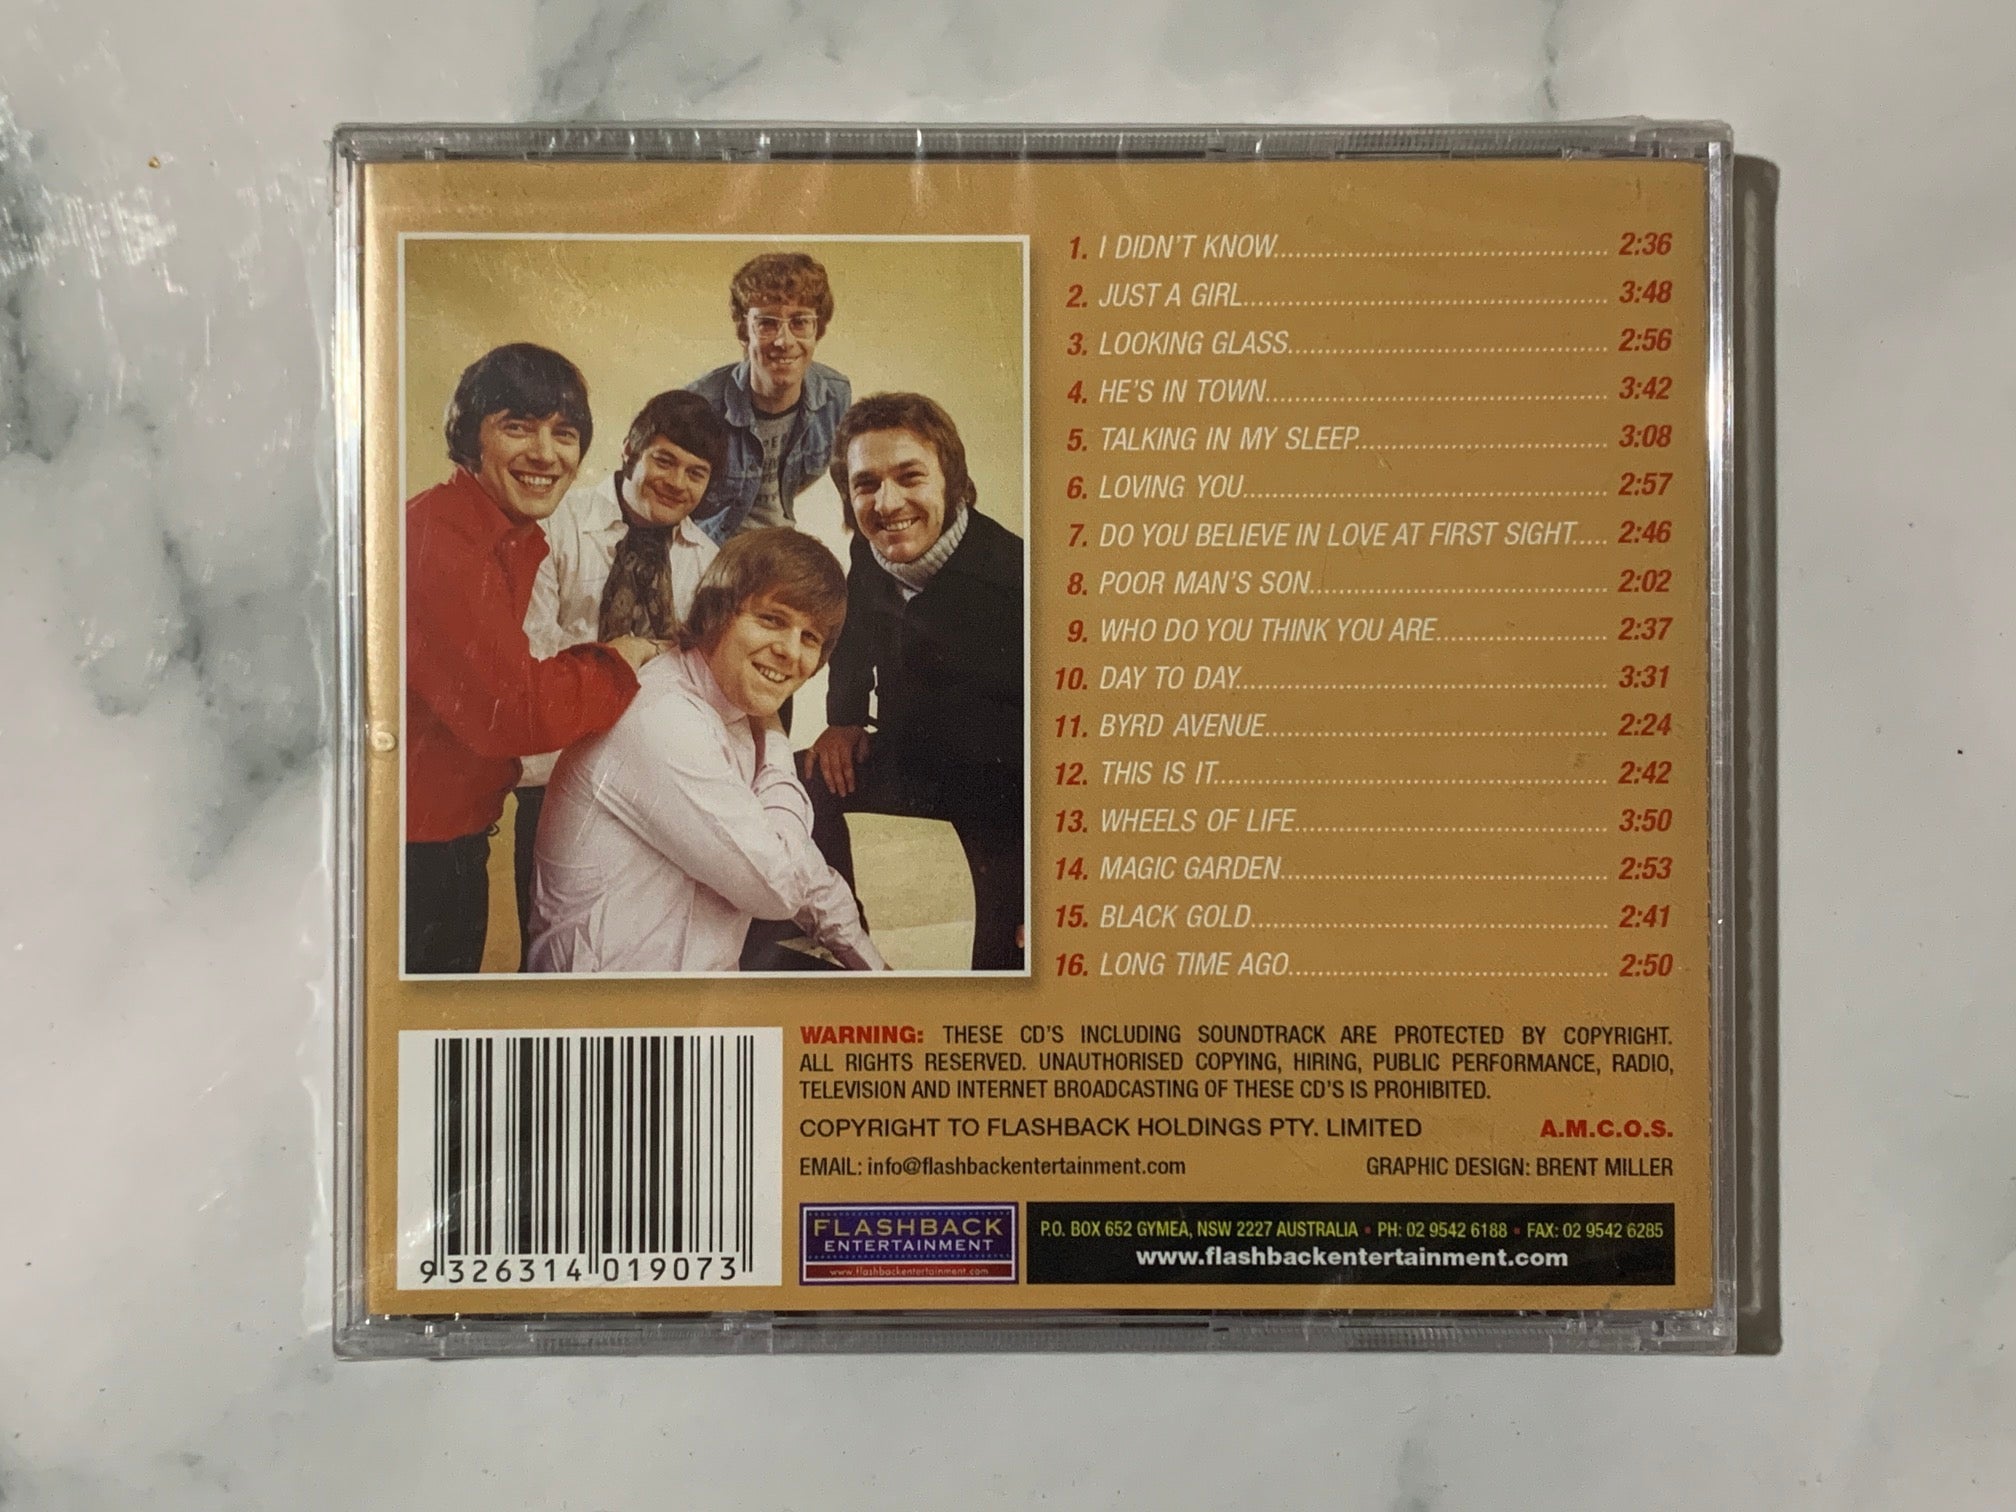 1. I DIDN'T KNOW.......... 2:36
2. JUST A GIRL.......... 3:48
3. LOOKING GLASS.......... 2:56
4. HE'S IN TOWN.......... 3:42
5. TALKING IN MY SLEEP.......... 3:08
6. LOVING YOU.......... 2:57
7. DO YOU BELIEVE IN LOVE AT FIRST SIGHT..... 2:46
8. POOR MAN'S SON.......... 2:02
9. WHO DO YOU THINK YOU ARE.......... 2:37
10. DAY TO DAY.......... 3:31
11. BYRD AVENUE.......... 2:24
12. THIS IS IT.......... 2:42
13. WHEELS OF LIFE.......... 3:50
14. MAGIC GARDEN.......... 2:53
15. BLACK GOLD.......... 2:41
16. LONG TIME AGO.......... 2:50
WARNING: THESE CD'S INCLUDING SOUNDTRACK ARE PROTECTED BY COPYRIGHT.
ALL RIGHTS RESERVED. UNAUTHORISED COPYING, HIRING, PUBLIC PERFORMANCE, RADIO,
TELEVISION AND INTERNET BROADCASTING OF THESE CD'S IS PROHIBITED.
COPYRIGHT TO FLASHBACK HOLDINGS PTY. LIMITED A.M.C.O.S.
EMAIL: info@flashbackentertainment.com GRAPHIC DESIGN: BRENT MILLER
9 326314 019073
FLASHBACK
ENTERTAINMENT
www.flashbackentertainment.com
P.O. BOX 652 GYMEA, NSW 2227 AUSTRALIA • PH: 02 9542 6188 • FAX: 02 9542 6285
www.flashbackentertainment.com